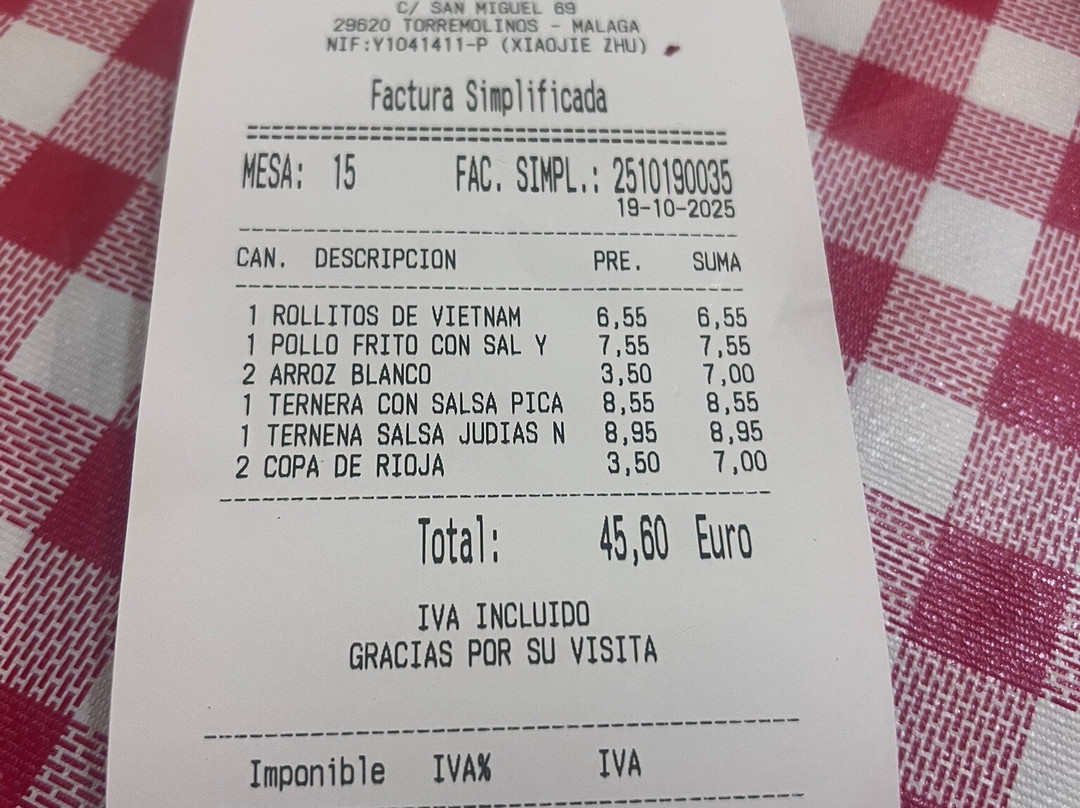 C/ SAN MIGUEL 69
29620 TORREMOLINOS - MALAGA
NIF:Y1041411-P (XIAOJIE ZHU)
Factura Simplificada
MESA: 15 FAC. SIMPL.: 2510190035
19-10-2025
CAN. DESCRIPCION PRE. SUMA
1 ROLLITOS DE VIETNAM 6,55 6,55
1 POLLO FRITO CON SAL Y 7,55 7,55
2 ARROZ BLANCO 3,50 7,00
1 TERNERA CON SALSA PICA 8,55 8,55
1 TERNENA SALSA JUDIAS N 8,95 8,95
2 COPA DE RIOJA 3,50 7,00
Total: 45,60 Euro
IVA INCLUIDO
GRACIAS POR SU VISITA
Imponible IVA% IVA